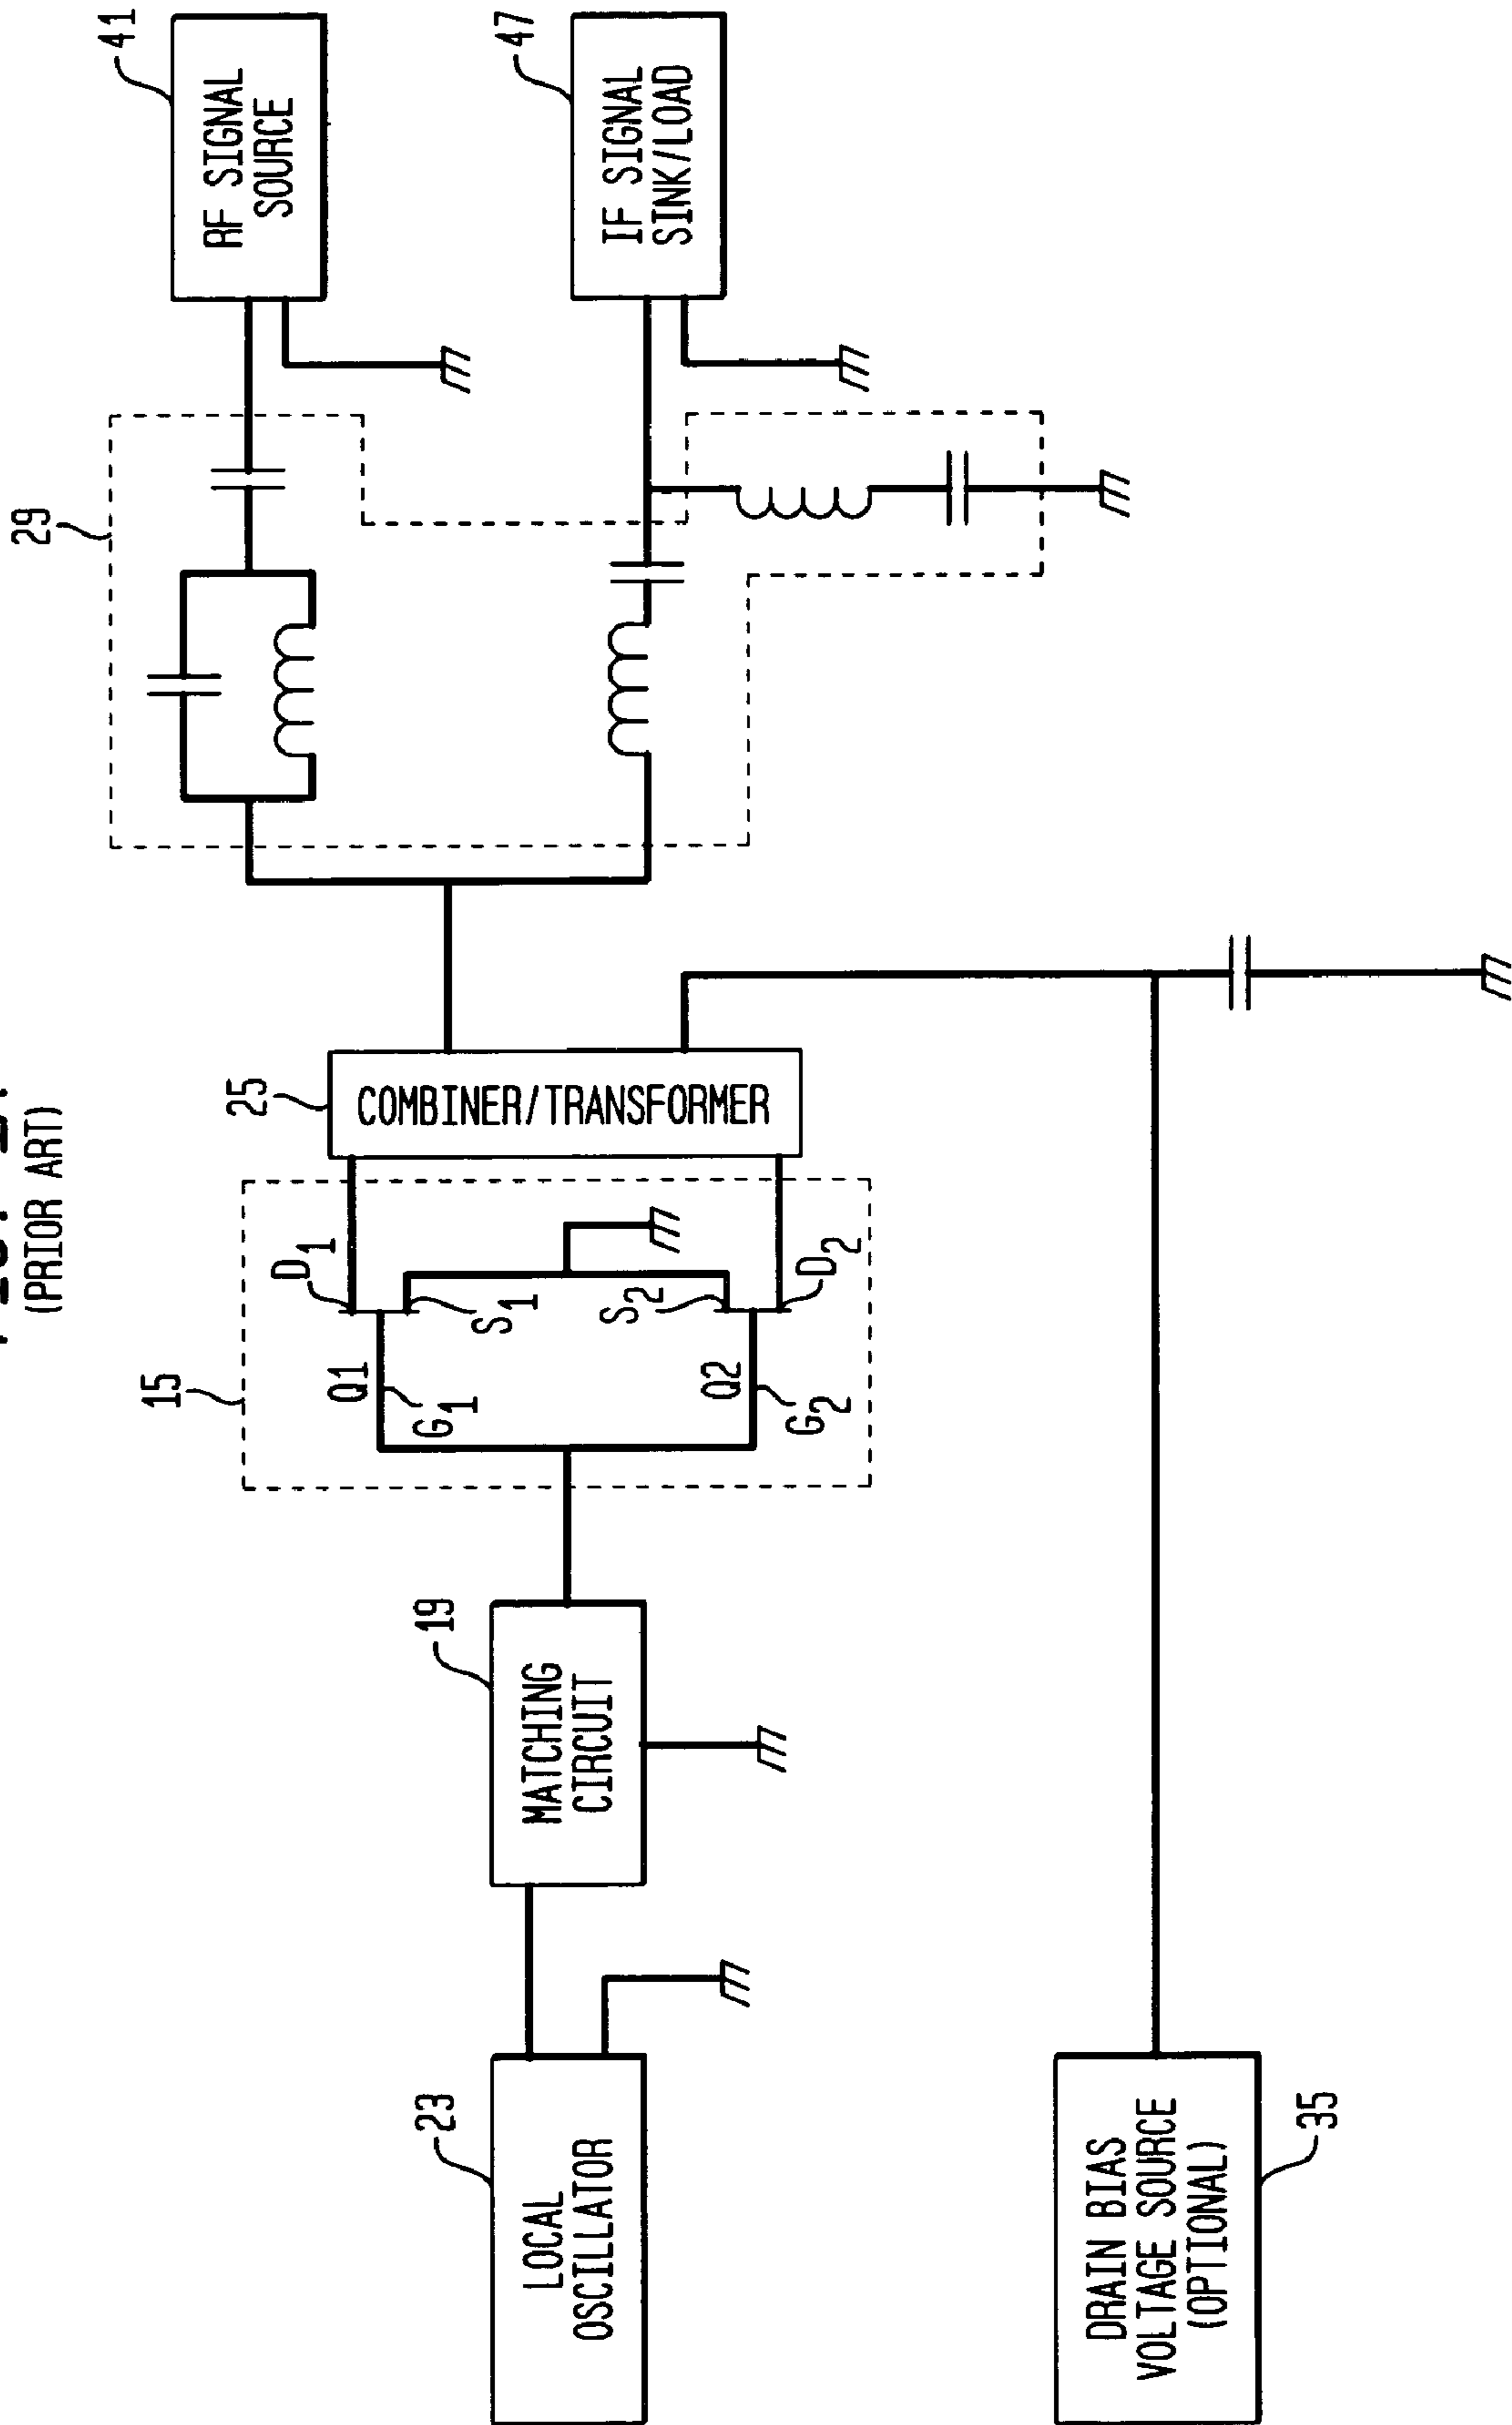 (PRIOR ART)
29
41
RF SIGNAL
SOURCE
47
IF SIGNAL
SINK/LOAD
25
COMBINER/TRANSFORMER
15
D1
S1
Q1
G1
S2
D2
Q2
G2
19
MATCHING
CIRCUIT
23
LOCAL
OSCILLATOR
DRAIN BIAS
VOLTAGE SOURCE
(OPTIONAL)
35